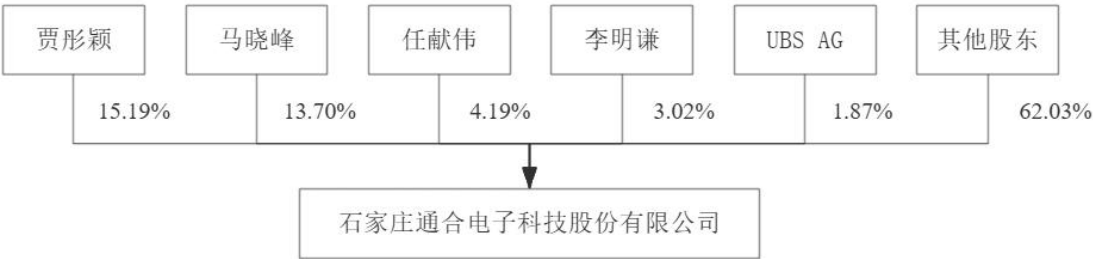 贾彤颖 马晓峰 任献伟 李明谦 UBS AG 其他股东
15.19% 13.70% 4.19% 3.02% 1.87% 62.03%
石家庄通合电子科技股份有限公司